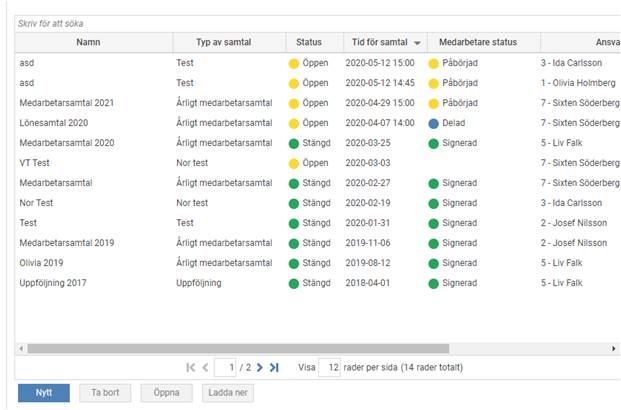 Skriv för att söka
Namn Typ av samtal Status Tid för samtal Medarbetare status Ansva
asd Test Öppen 2020-05-12 15:00 Påbörjad 3 - Ida Carlsson
asd Test Öppen 2020-05-12 14:45 Påbörjad 1 - Olivia Holmberg
Medarbetarsamtal 2021 Årligt medarbetarsamtal Öppen 2020-04-29 15:00 Påbörjad 7 - Sixten Söderberg
Lönesamtal 2020 Årligt medarbetarsamtal Öppen 2020-04-07 14:00 Delad 7 - Sixten Söderberg
Medarbetarsamtal 2020 Årligt medarbetarsamtal Stängd 2020-03-25 Signerad 5 - Liv Falk
VT Test Nor test Öppen 2020-03-03 7 - Sixten Söderberg
Medarbetarsamtal Årligt medarbetarsamtal Stängd 2020-02-27 Signerad 7 - Sixten Söderberg
Nor Test Nor test Stängd 2020-02-19 Signerad 3 - Ida Carlsson
Test Test Stängd 2020-01-31 Signerad 2 - Josef Nilsson
Medarbetarsamtal 2019 Årligt medarbetarsamtal Stängd 2019-11-06 Signerad 2 - Josef Nilsson
Olivia 2019 Årligt medarbetarsamtal Stängd 2019-08-12 Signerad 5 - Liv Falk
Uppföljning 2017 Uppföljning Stängd 2018-04-01 Signerad 5 - Liv Falk
1 / 2 Visa 12 rader per sida (14 rader totalt)
Nytt Ta bort Öppna Ladda ner